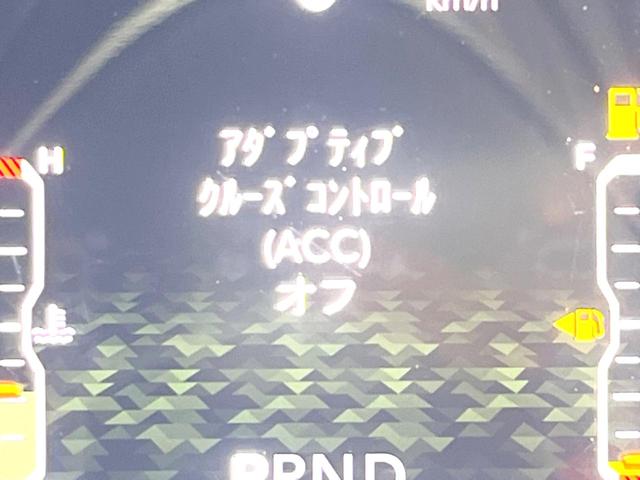 km/h
アダプティブ
H
F
クルーズコントロール
(ACC)
オフ
PRND